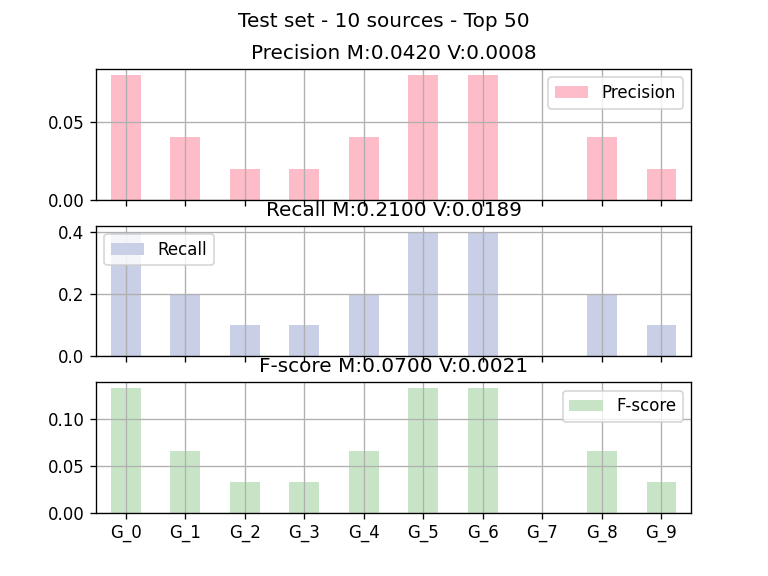 Test set - 10 sources - Top 50
Precision M:0.0420 V:0.0008
Precision
0.05
0.00
Recall M:0.2100 V:0.0189
Recall
0.4
0.2
0.0
F-score M:0.0700 V:0.0021
F-score
0.10
0.05
0.00
G_0 G_1 G_2 G_3 G_4 G_5 G_6 G_7 G_8 G_9